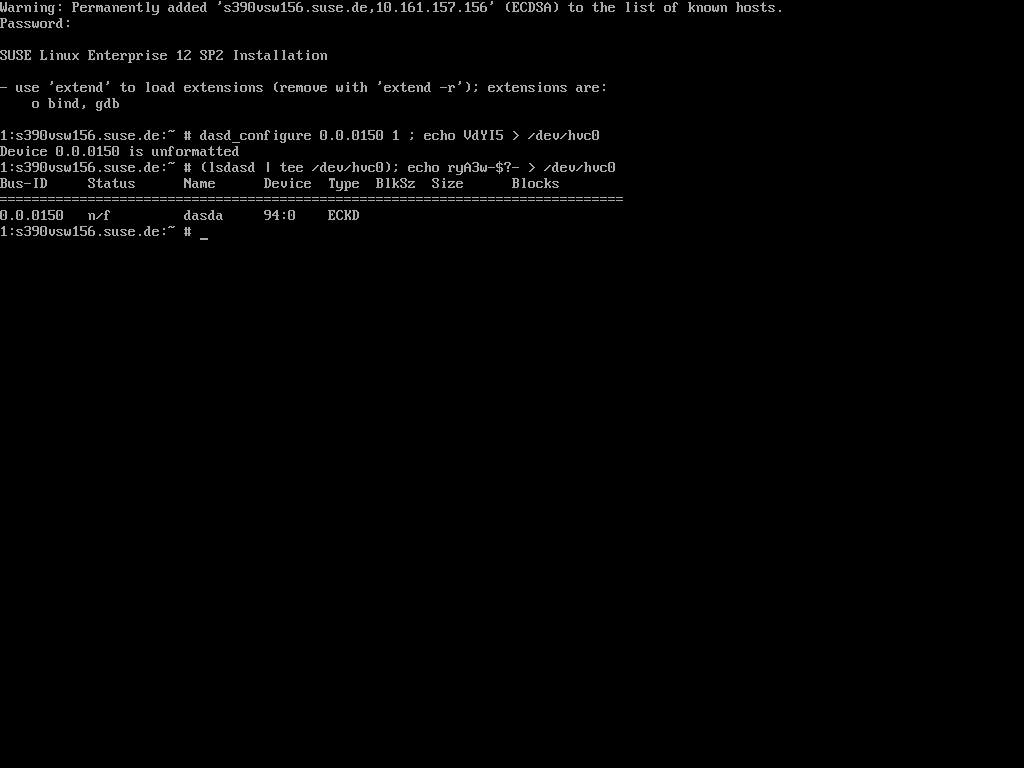 Warning: Permanently added 's390vsw156.suse.de,10.161.157.156' (ECDSA) to the list of known hosts.
Password:
SUSE Linux Enterprise 12 SP2 Installation
- use 'extend' to load extensions (remove with 'extend -r'); extensions are:
    o bind, gdb
1:s390vsw156.suse.de:~ # dasd_configure 0.0.0150 1 ; echo VdYI5 > /dev/hvc0
Device 0.0.0150 is unformatted
1:s390vsw156.suse.de:~ # (lsdasd | tee /dev/hvc0); echo ryA3w-$?- > /dev/hvc0
Bus-ID     Status      Name      Device  Type  BlkSz  Size      Blocks
==============================================================================
0.0.0150   n/f         dasda     94:0    ECKD
1:s390vsw156.suse.de:~ # _